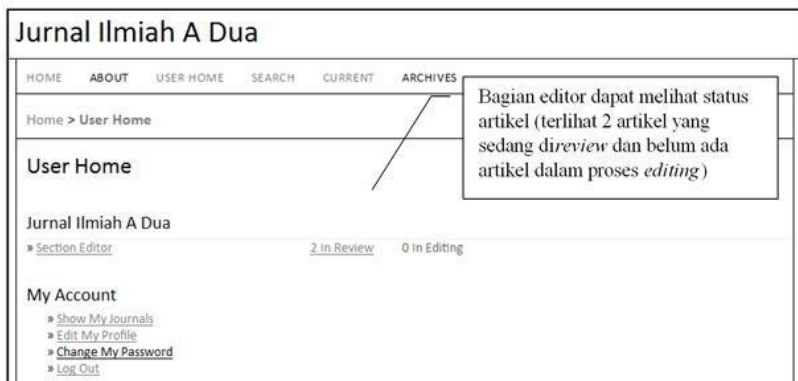 Jurnal Ilmiah A Dua
HOME ABOUT USER HOME SEARCH CURRENT ARCHIVES
Bagian editor dapat melihat status
artikel (terlihat 2 artikel yang
sedang direview dan belum ada
artikel dalam proses editing)
Home > User Home
User Home
Jurnal Ilmiah A Dua
» Section Editor 2 In Review 0 In Editing
My Account
» Show My Journals
» Edit My Profile
» Change My Password
» Log Out